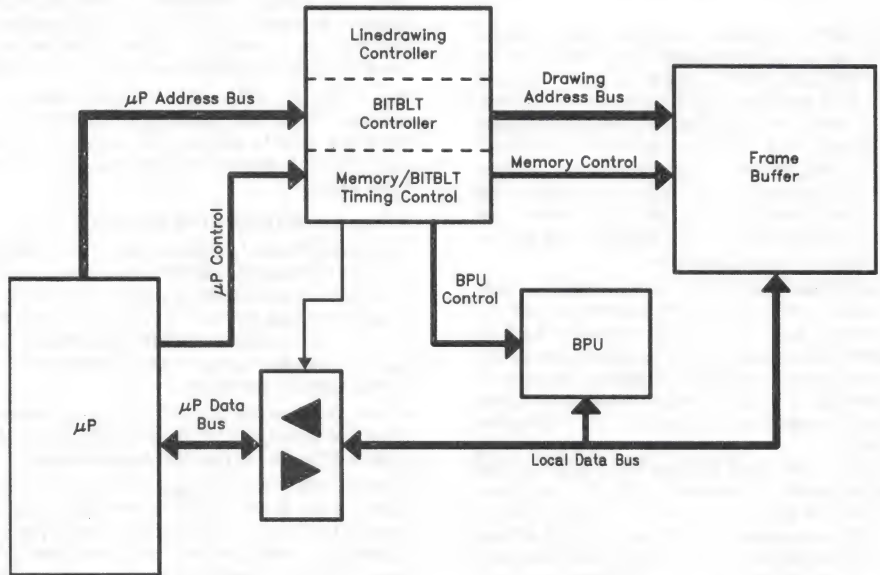 Linedrawing
Controller
BITBLT
Controller
Memory/BITBLT
Timing Control
μP Address Bus
μP Control
Drawing
Address Bus
Memory Control
Frame
Buffer
BPU
Control
BPU
μP
μP Data
Bus
Local Data Bus